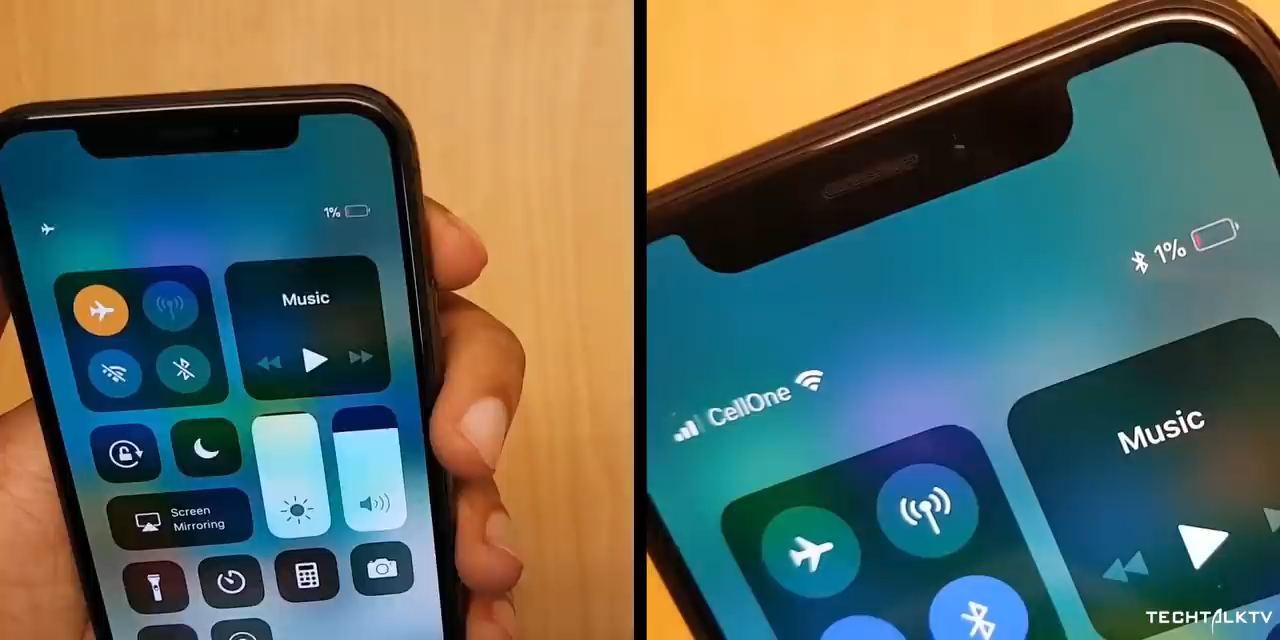 1%
Music
Screen
Mirroring
CellOne
1%
Music
TECHTALKTV